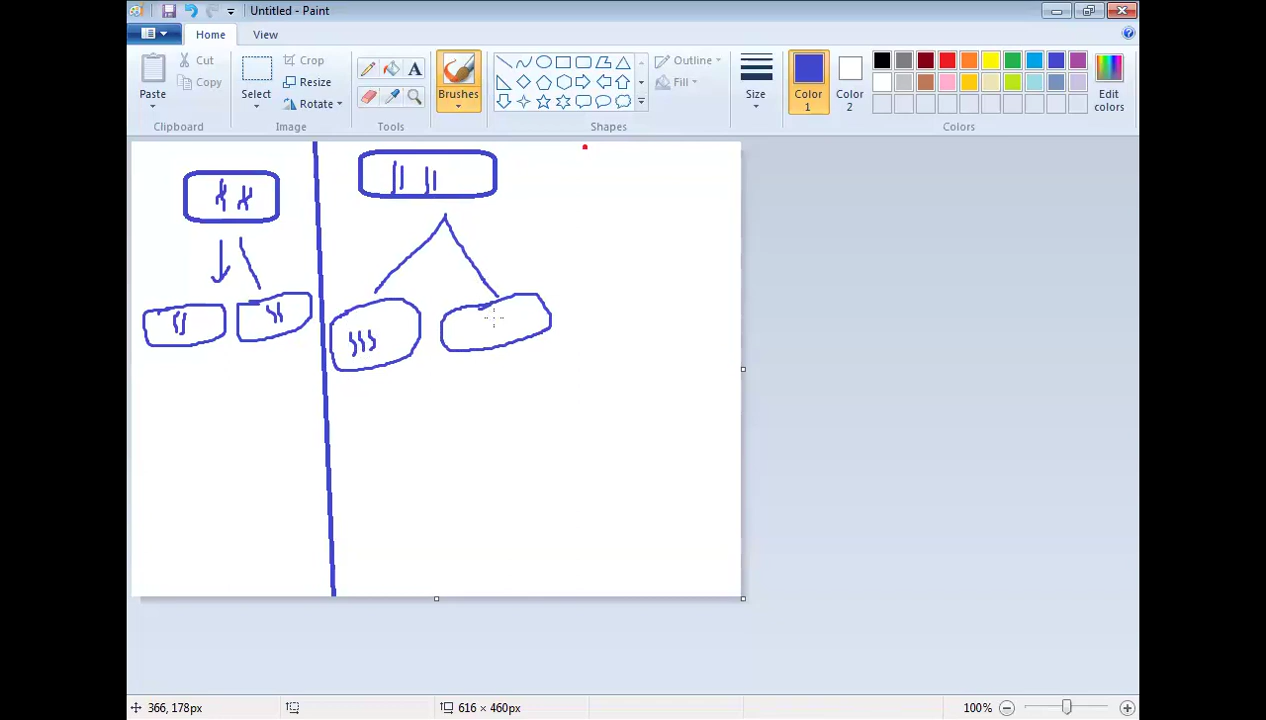 Untitled - Paint
Home
View
Paste
Cut
Copy
Clipboard
Select
Crop
Resize
Rotate
Image
Tools
Brushes
Outline
Fill
Shapes
Size
Color
1
Color
2
Edit
colors
Colors
366, 178px
616 × 460px
100%